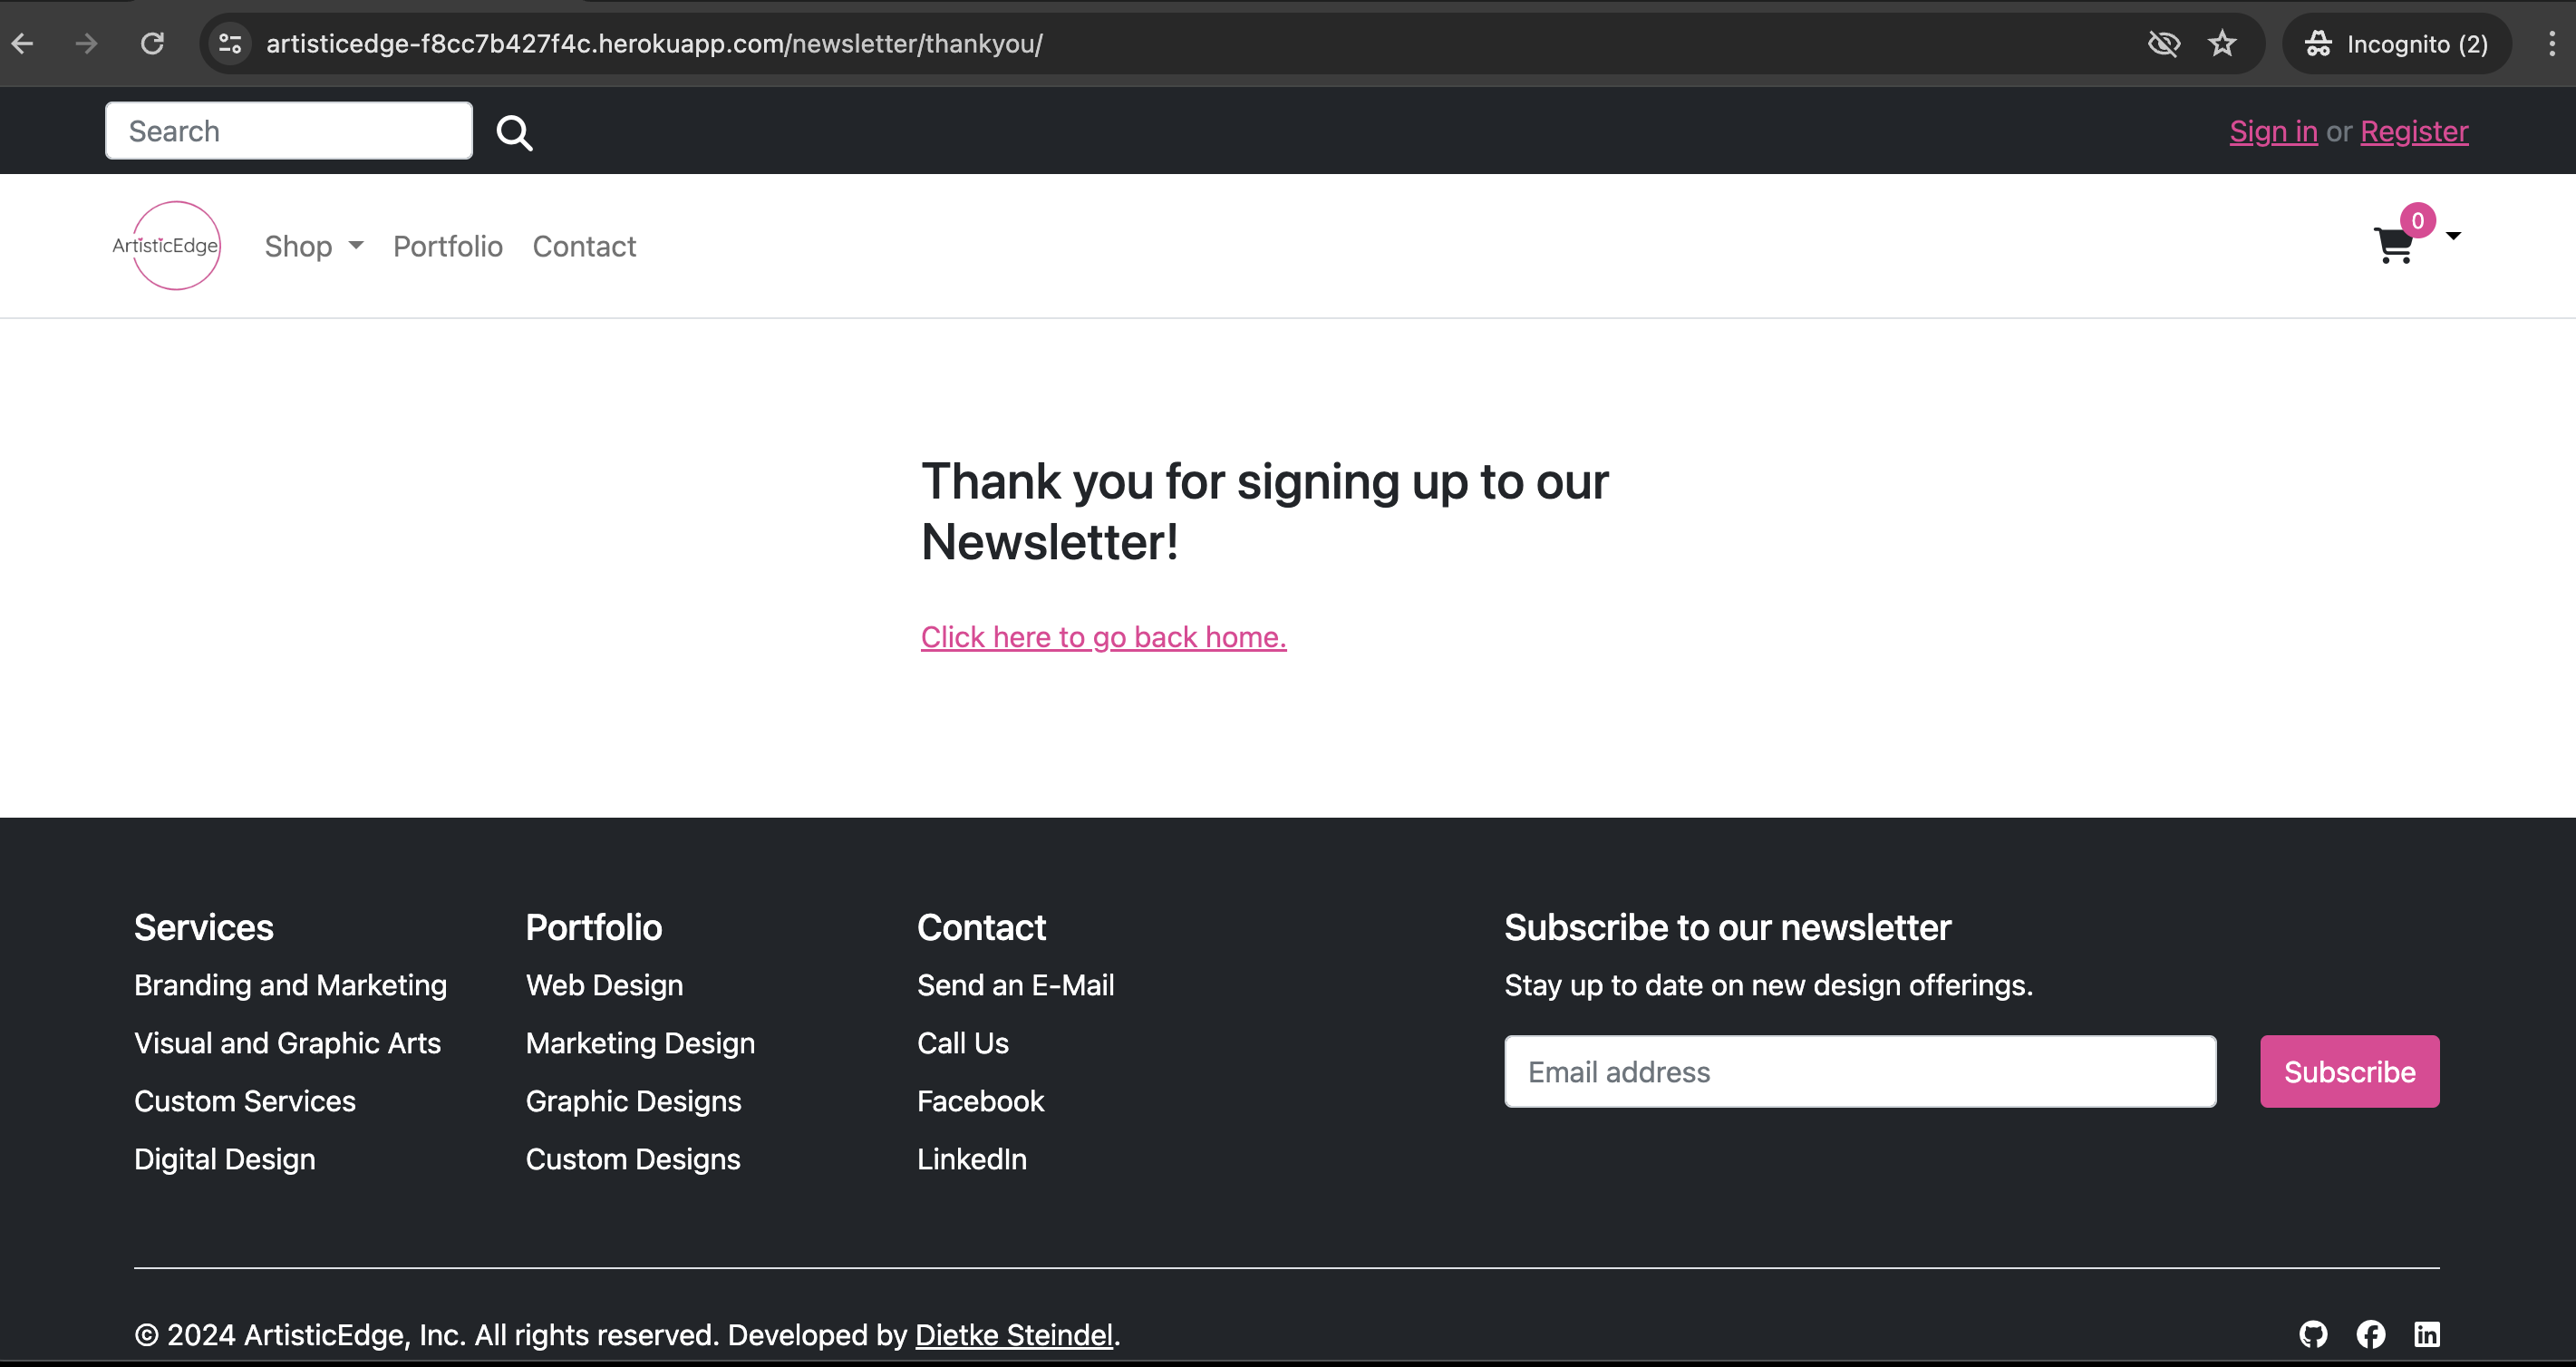 artisticedge-f8cc7b427f4c.herokuapp.com/newsletter/thankyou/
Incognito (2)
Search
Sign in or Register
ArtisticEdge
Shop
Portfolio
Contact
0
Thank you for signing up to our
Newsletter!
Click here to go back home.
Services
Branding and Marketing
Visual and Graphic Arts
Custom Services
Digital Design
Portfolio
Web Design
Marketing Design
Graphic Designs
Custom Designs
Contact
Send an E-Mail
Call Us
Facebook
LinkedIn
Subscribe to our newsletter
Stay up to date on new design offerings.
Email address
Subscribe
© 2024 ArtisticEdge, Inc. All rights reserved. Developed by Dietke Steindel.